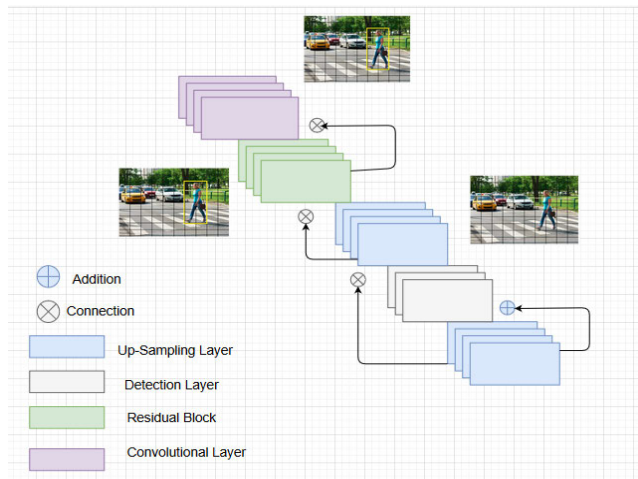 Addition
Connection
Up-Sampling Layer
Detection Layer
Residual Block
Convolutional Layer